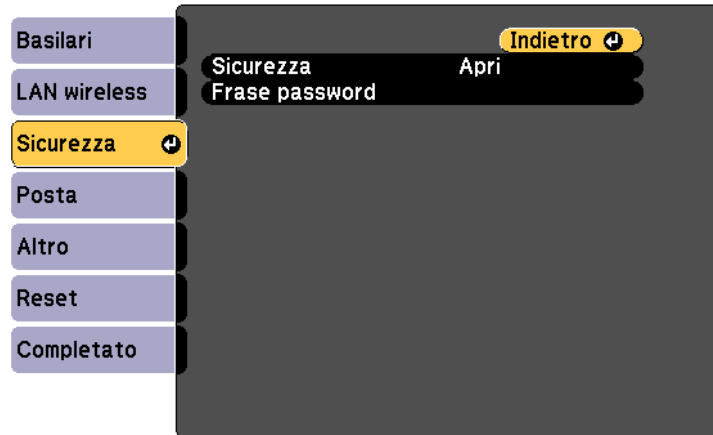 Basilari
LAN wireless
Sicurezza
Posta
Altro
Reset
Completato
Indietro
Sicurezza Apri
Frase password